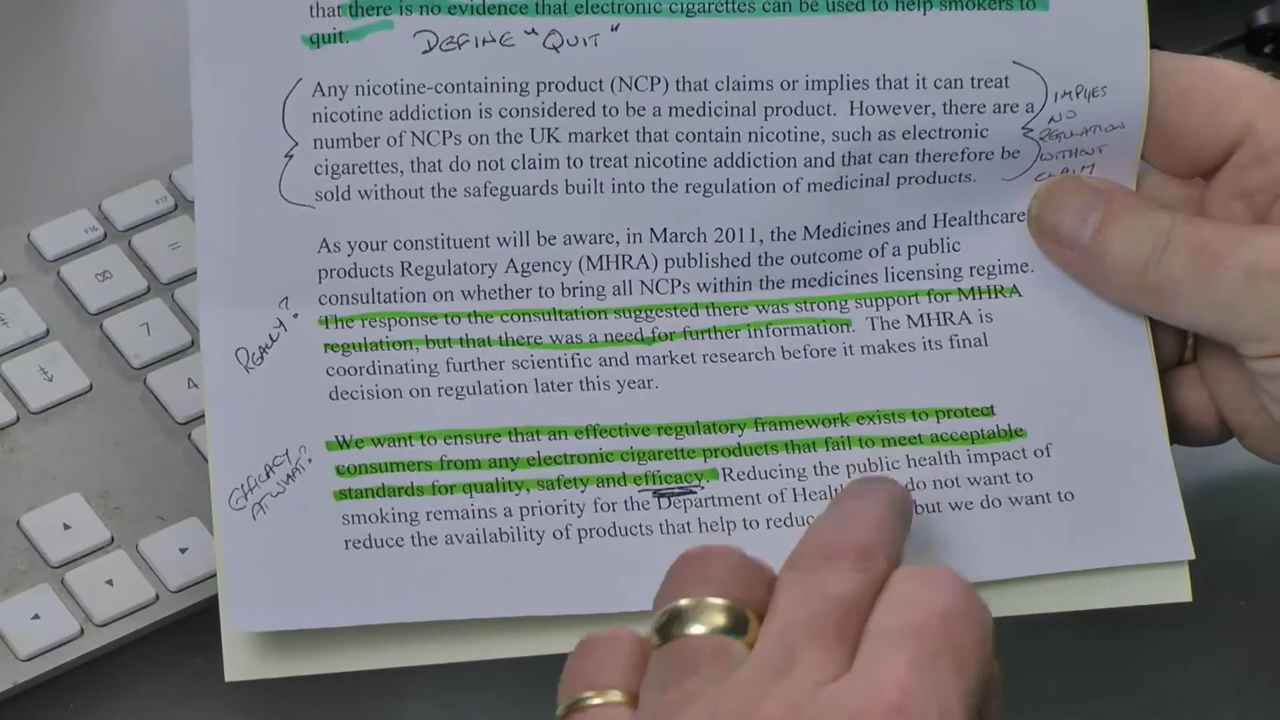 that there is no evidence that electronic cigarettes can be used to help smokers to
quit.
DEFINE "QUIT"
Any nicotine-containing product (NCP) that claims or implies that it can treat
nicotine addiction is considered to be a medicinal product. However, there are a
number of NCPs on the UK market that contain nicotine, such as electronic
cigarettes, that do not claim to treat nicotine addiction and that can therefore be
sold without the safeguards built into the regulation of medicinal products.
IMPLIES
NO
REGULATION
WITHOUT
CLAIM
As your constituent will be aware, in March 2011, the Medicines and Healthcare
products Regulatory Agency (MHRA) published the outcome of a public
consultation on whether to bring all NCPs within the medicines licensing regime.
The response to the consultation suggested there was strong support for MHRA
regulation, but that there was a need for further information. The MHRA is
coordinating further scientific and market research before it makes its final
decision on regulation later this year.
REALLY?
We want to ensure that an effective regulatory framework exists to protect
consumers from any electronic cigarette products that fail to meet acceptable
standards for quality, safety and efficacy. Reducing the public health impact of
smoking remains a priority for the Department of do not want to
reduce the availability of products that help to but we do want to
EFFICACY
AT WHAT?
F16
F17
=
7
4